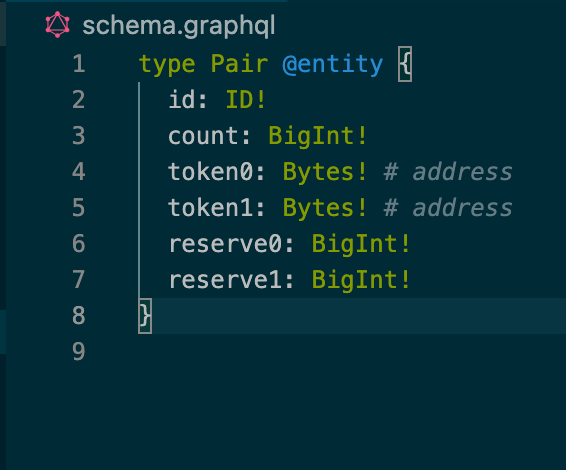 schema.graphql
1 type Pair @entity {
2   id: ID!
3   count: BigInt!
4   token0: Bytes! # address
5   token1: Bytes! # address
6   reserve0: BigInt!
7   reserve1: BigInt!
8 }
9